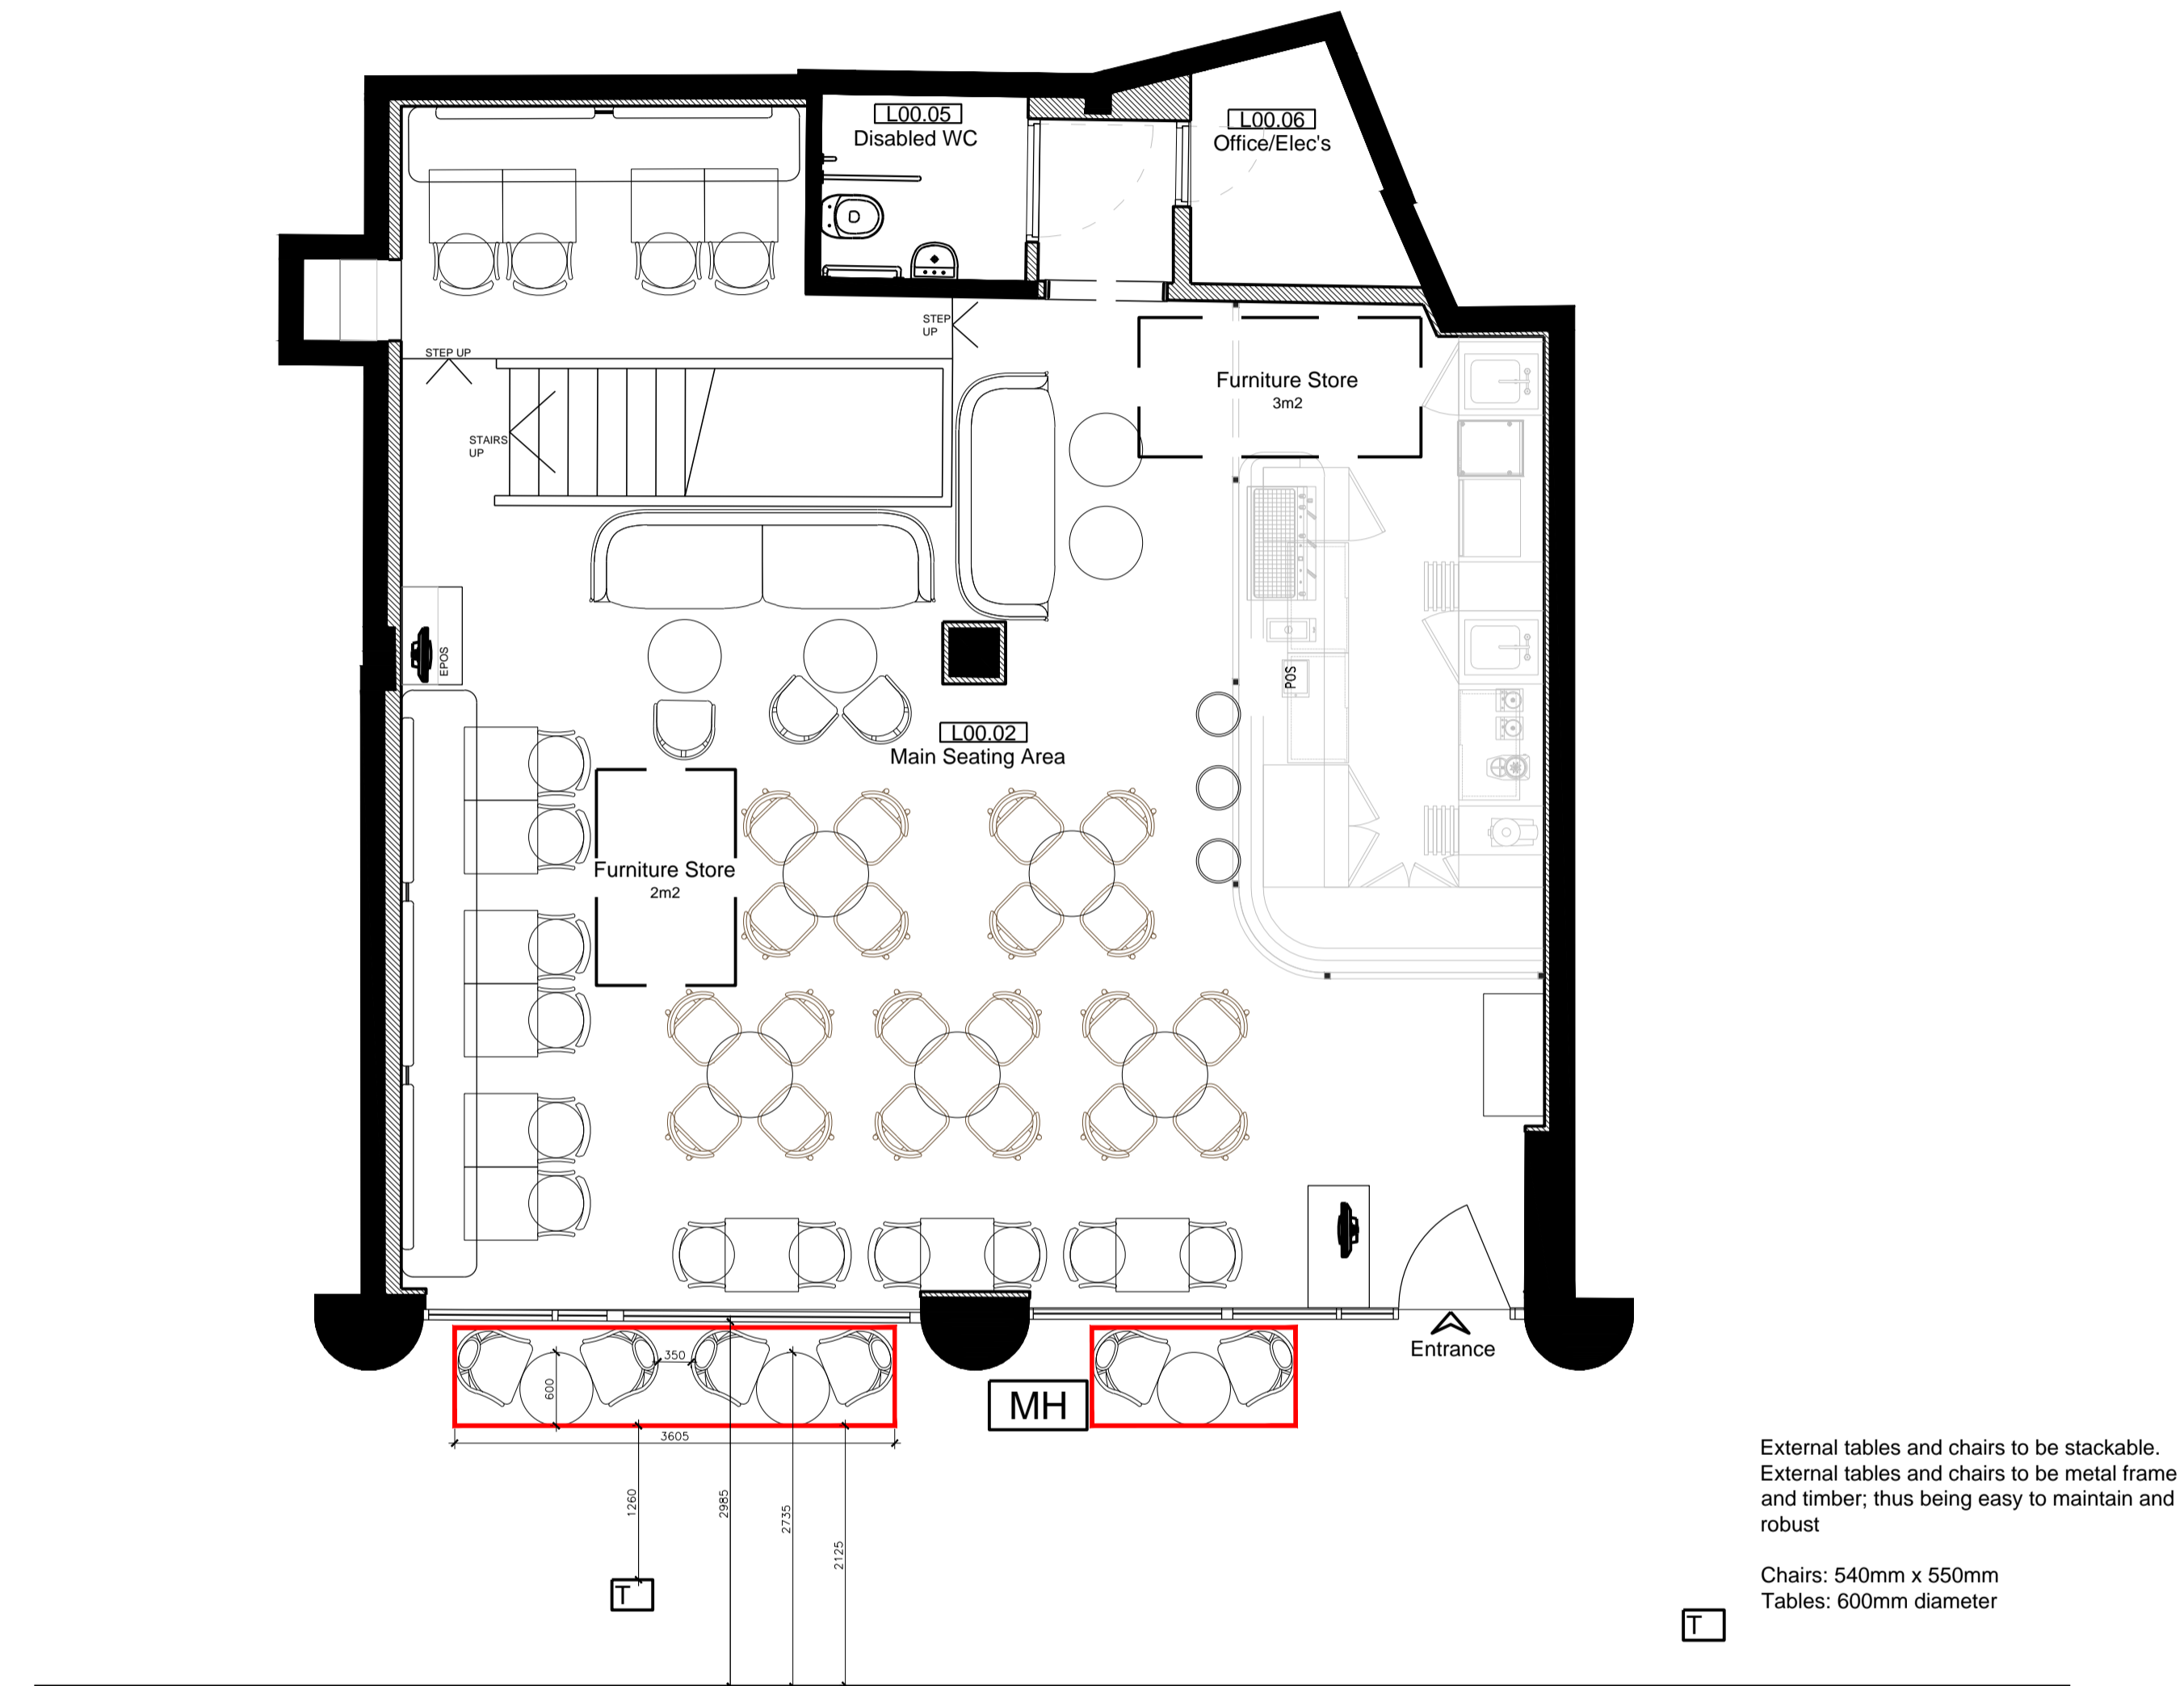 L00.05
Disabled WC
L00.06
Office/Elec's
STEP
UP
STEP UP
Furniture Store
3m2
STAIRS
UP
EPOS
POS
L00.02
Main Seating Area
Furniture Store
2m2
Entrance
350
600
MH
3605
1260
2985
2735
2125
T
T
External tables and chairs to be stackable.
External tables and chairs to be metal frame
and timber; thus being easy to maintain and
robust
Chairs: 540mm x 550mm
Tables: 600mm diameter